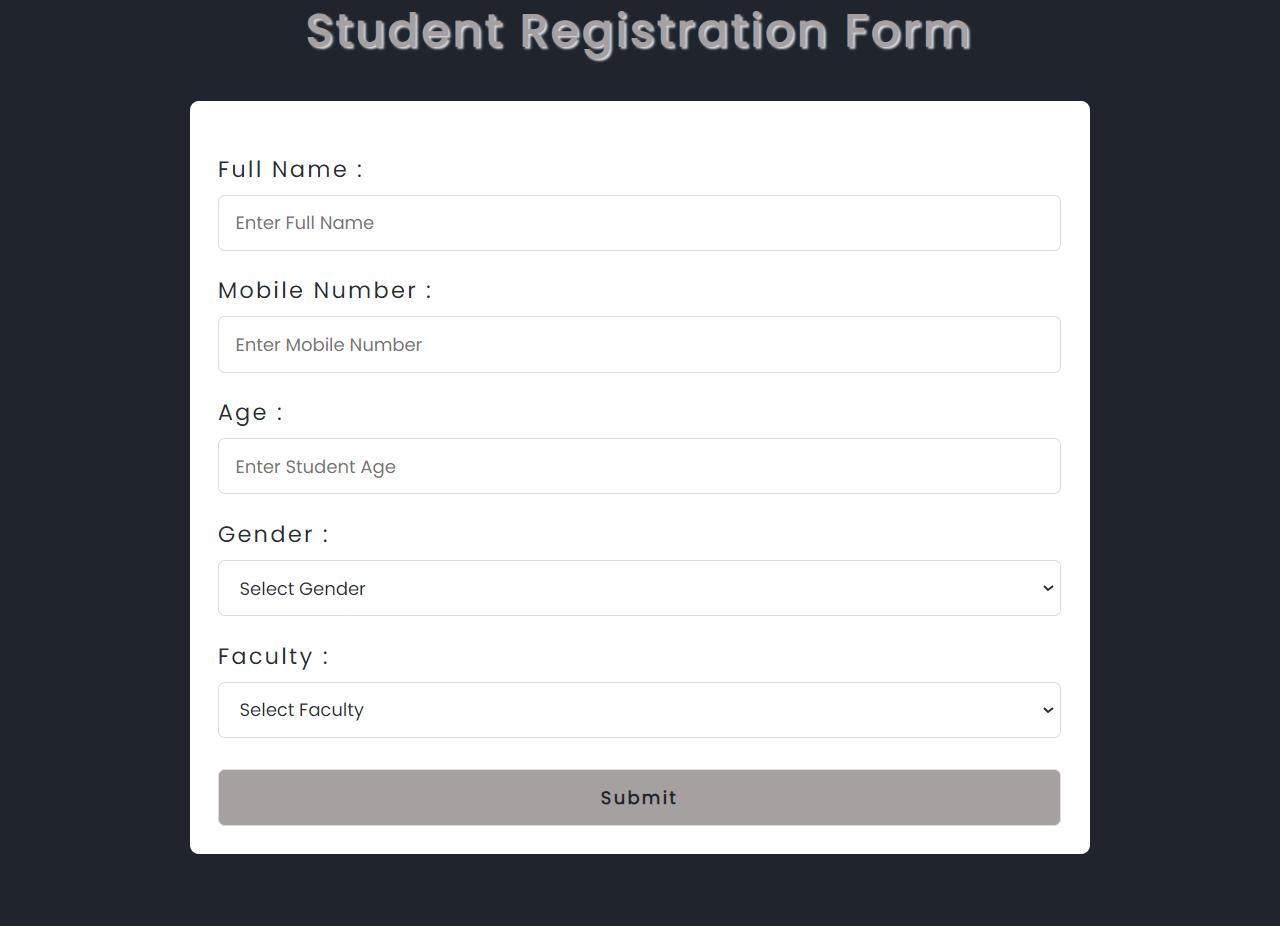 Student Registration Form
Full Name :
Enter Full Name
Mobile Number :
Enter Mobile Number
Age :
Enter Student Age
Gender :
Select Gender
Faculty :
Select Faculty
Submit